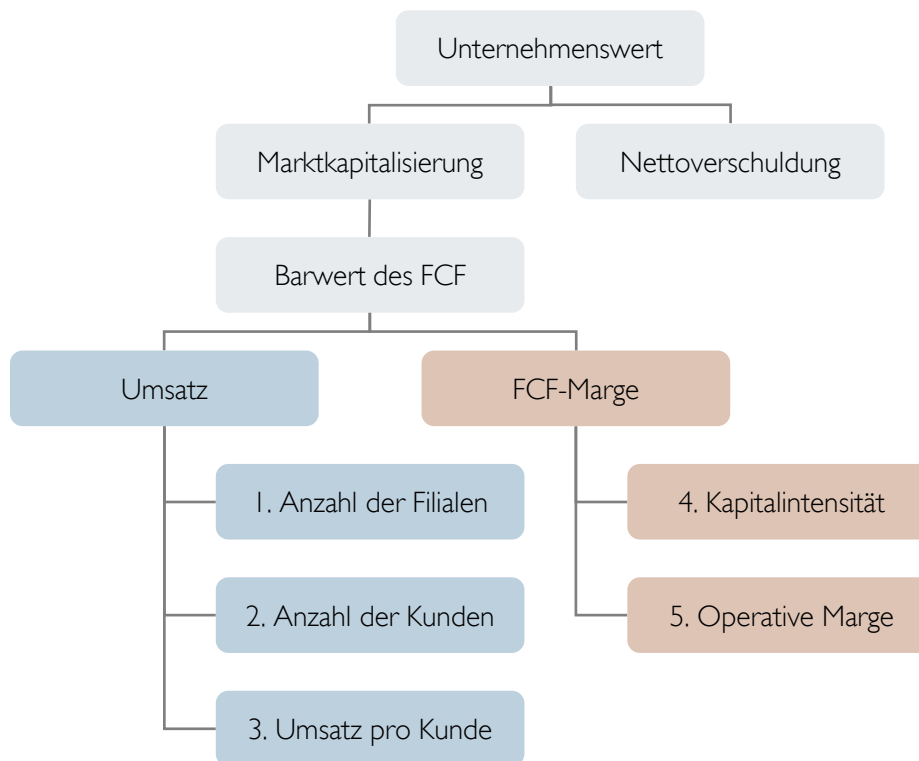 Unternehmenswert
Marktkapitalisierung
Nettoverschuldung
Barwert des FCF
Umsatz
FCF-Marge
1. Anzahl der Filialen
4. Kapitalintensität
2. Anzahl der Kunden
5. Operative Marge
3. Umsatz pro Kunde